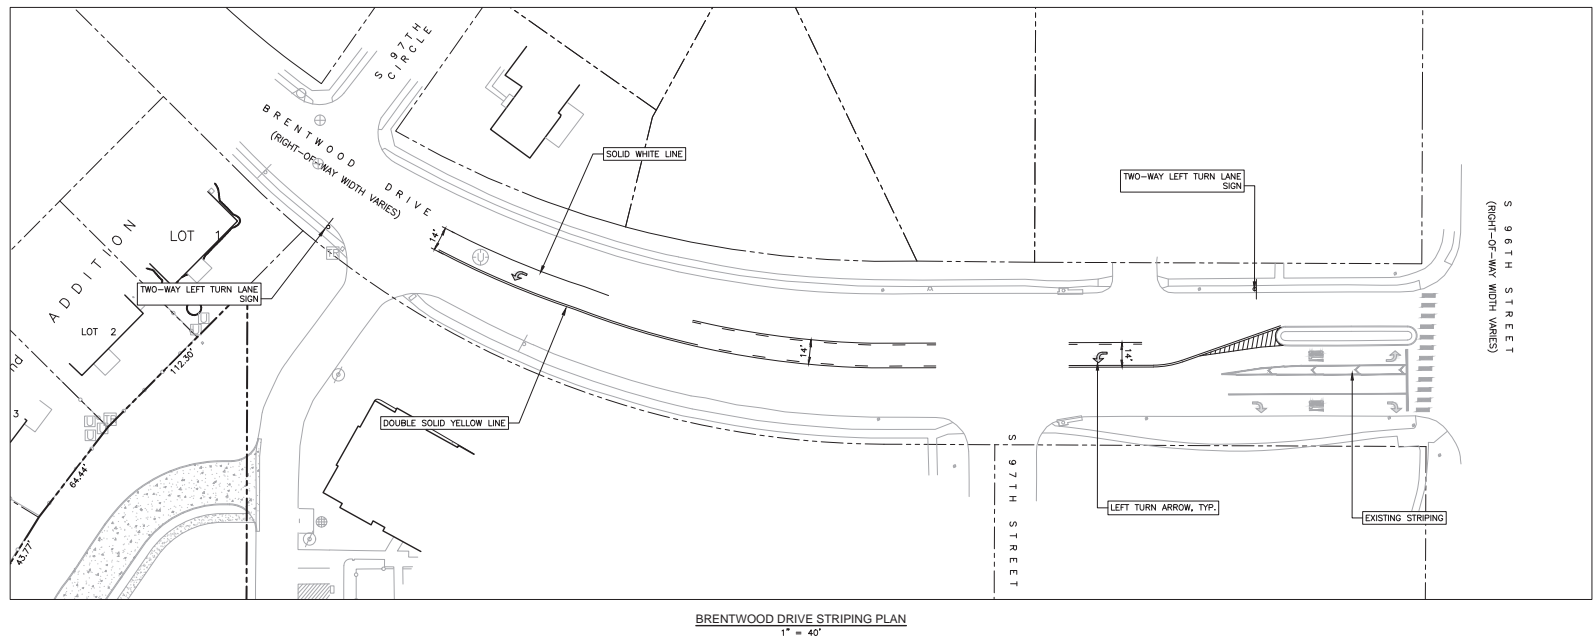 S 97TH
CIRCLE
BRENTWOOD DRIVE
(RIGHT-OF-WAY WIDTH VARIES)
SOLID WHITE LINE
TWO-WAY LEFT TURN LANE
SIGN
S 96TH STREET
(RIGHT-OF-WAY WIDTH VARIES)
ADDITION
LOT 1
14'
TWO-WAY LEFT TURN LANE
SIGN
LOT 2
112.30'
14'
14'
nd
3
DOUBLE SOLID YELLOW LINE
64.44'
S 97TH STREET
LEFT TURN ARROW, TYP.
EXISTING STRIPING
43.77'
BRENTWOOD DRIVE STRIPING PLAN
1" = 40'